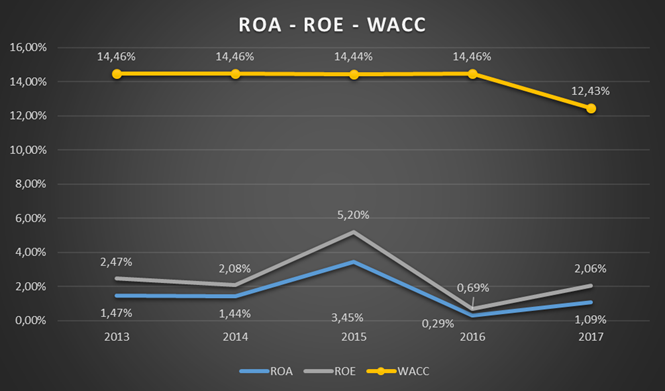 ROA - ROE - WACC
16,00%
14,00%
12,00%
10,00%
8,00%
6,00%
4,00%
2,00%
0,00%
14,46% 14,46% 14,44% 14,46% 12,43%
2,47% 2,08% 5,20% 0,69% 2,06%
1,47% 1,44% 3,45% 0,29% 1,09%
2013 2014 2015 2016 2017
ROA ROE WACC